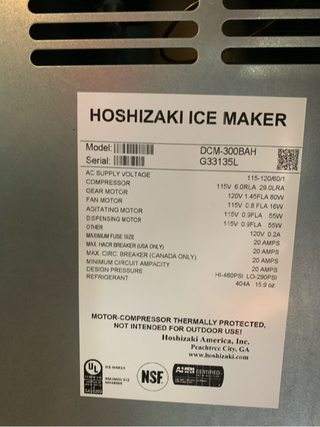 HOSHIZAKI ICE MAKER
Model: DCM-300BAH
Serial: G33135L
AC SUPPLY VOLTAGE 115-120/60/1
COMPRESSOR 115V 6.0RLA 29.0LRA
GEAR MOTOR 120V 1.45FLA 80W
FAN MOTOR 115V 0.8 FLA 16W
AGITATING MOTOR 115V 0.9FLA 55W
DISPENSING MOTOR 115V 0.9FLA 55W
OTHER 120V 0.2A
MAXIMUM FUSE SIZE 20 AMPS
MAX. HACR BREAKER (USA ONLY) 20 AMPS
MAX. CIRC. BREAKER (CANADA ONLY) 20 AMPS
MINIMUM CIRCUIT AMPACITY 20 AMPS
DESIGN PRESSURE HI-460PSI LO-290PSI
REFRIGERANT 404A 15.9 oz.
MOTOR-COMPRESSOR THERMALLY PROTECTED,
NOT INTENDED FOR OUTDOOR USE!
Hoshizaki America, Inc.
Peachtree City, GA
www.hoshizaki.com
UL
ICE MAKER
NSF
CERTIFIED